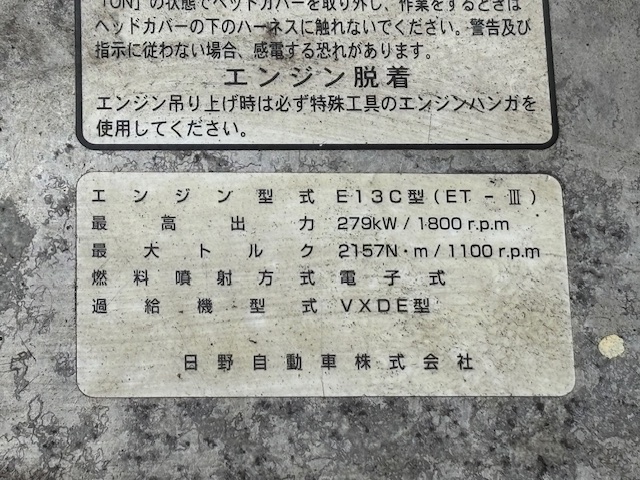 ON」の状態でヘッドカバーを取り外し、作業をするときは
ヘッドカバーの下のハーネスに触れないでください。警告及び
指示に従わない場合、感電する恐れがあります。
エンジン脱着
エンジン吊り上げ時は必ず特殊工具のエンジンハンガを
使用してください。
エンジン型式 E13C型(ET-Ⅲ)
最高出力 279kW/1800r.p.m
最大トルク 2157N・m/1100r.p.m
燃料噴射方式 電子式
過給機型式 VXDE型
日野自動車株式会社